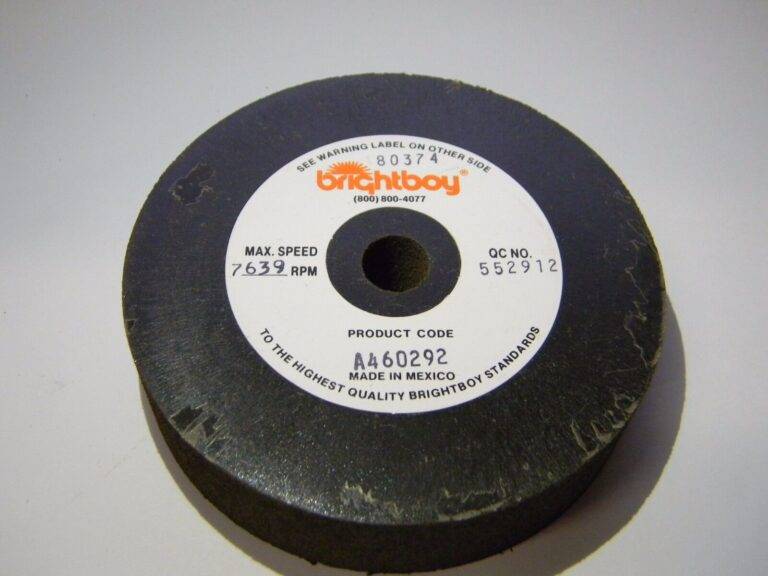 SEE WARNING LABEL ON OTHER SIDE
80374
brightboy®
(800) 800-4077
MAX. SPEED
7639 RPM
QC NO.
552912
PRODUCT CODE
A460292
MADE IN MEXICO
TO THE HIGHEST QUALITY BRIGHTBOY STANDARDS